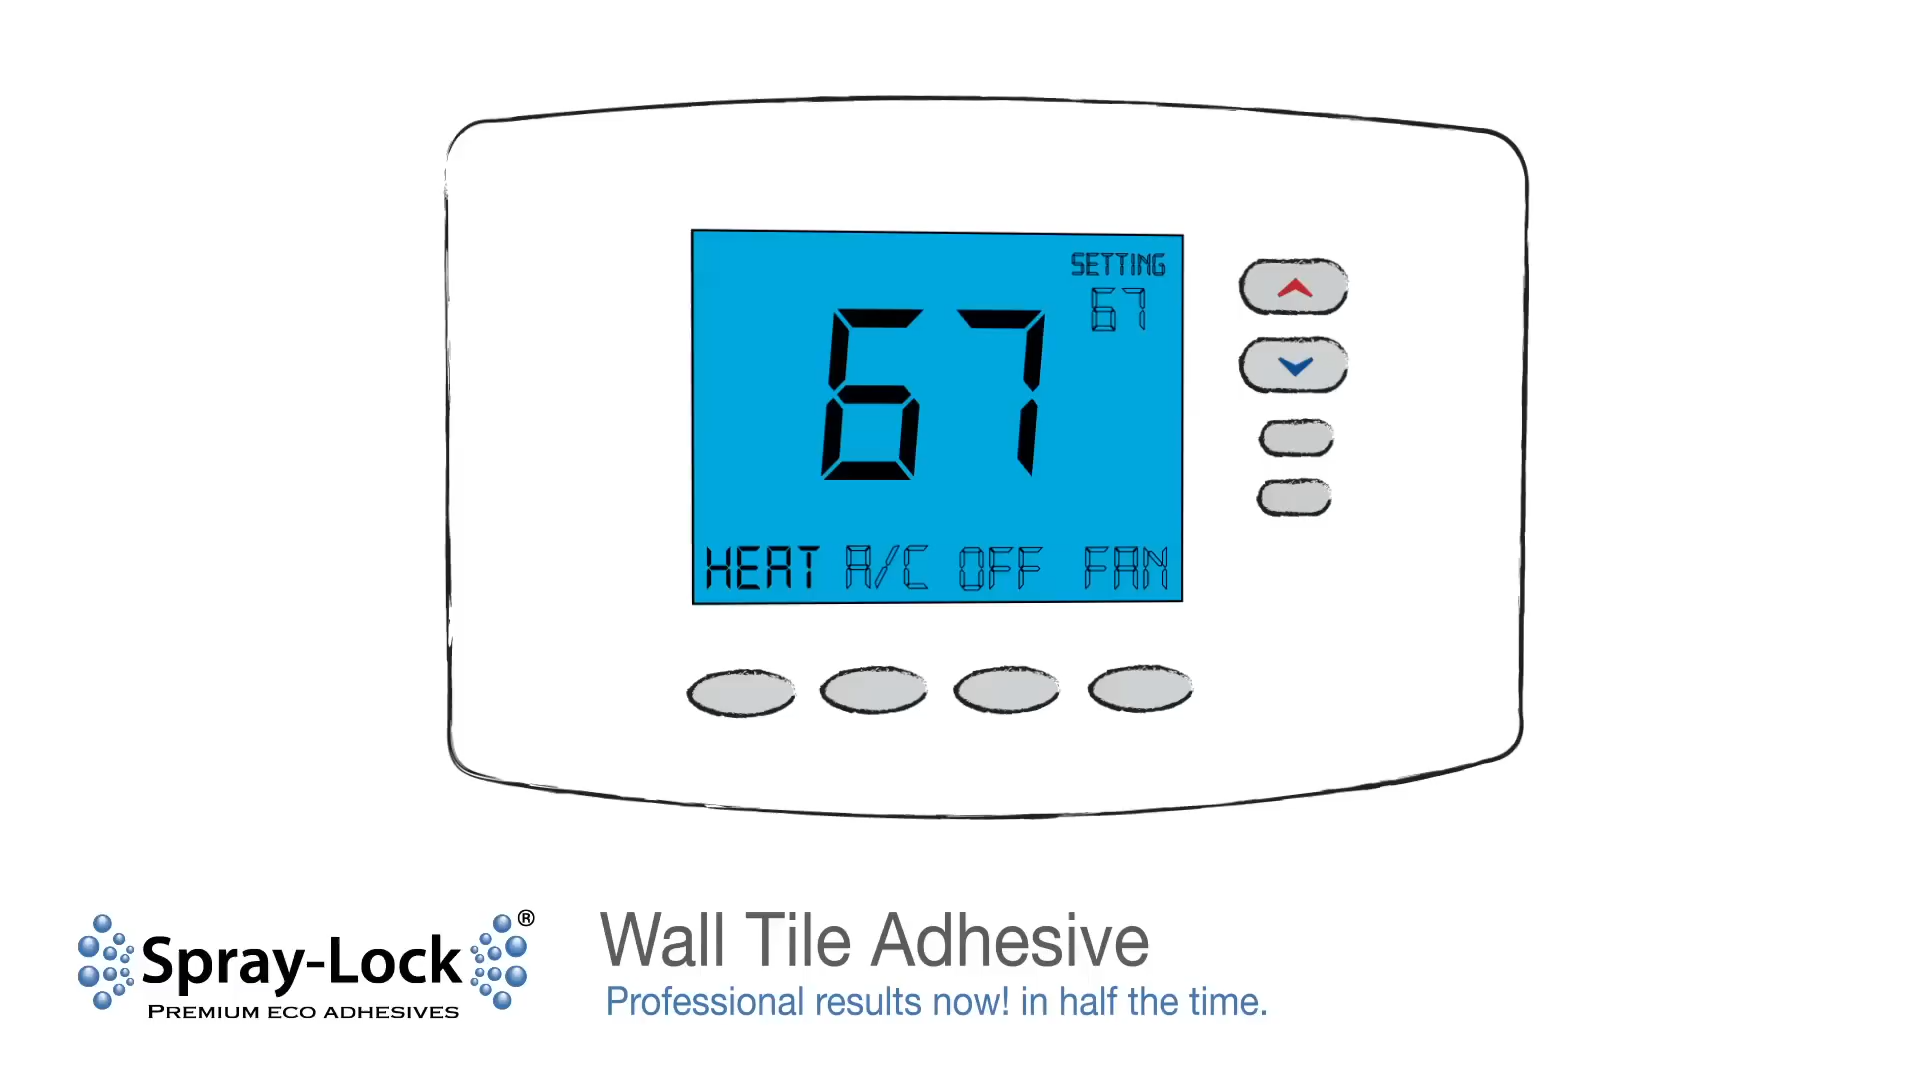 SETTING
67
67
HEAT A/C OFF FAN
Spray-Lock®
PREMIUM ECO ADHESIVES
Wall Tile Adhesive
Professional results now! in half the time.